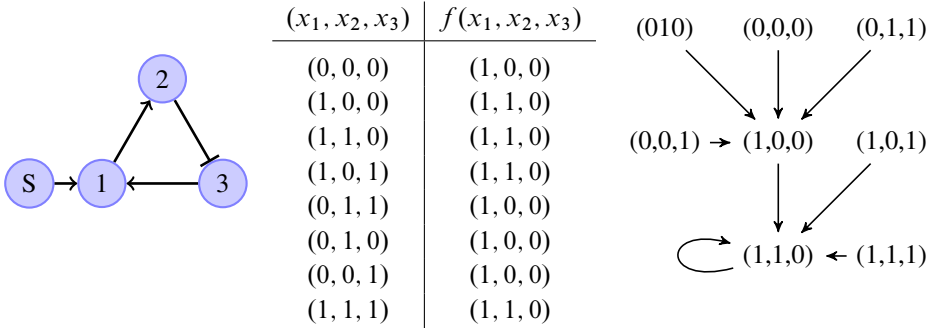 2
S
1
3
(x₁, x₂, x₃) f(x₁, x₂, x₃)
(0, 0, 0) (1, 0, 0)
(1, 0, 0) (1, 1, 0)
(1, 1, 0) (1, 1, 0)
(1, 0, 1) (1, 1, 0)
(0, 1, 1) (1, 0, 0)
(0, 1, 0) (1, 0, 0)
(0, 0, 1) (1, 0, 0)
(1, 1, 1) (1, 1, 0)
(010) (0,0,0) (0,1,1)
(0,0,1) (1,0,0) (1,0,1)
(1,1,0) (1,1,1)